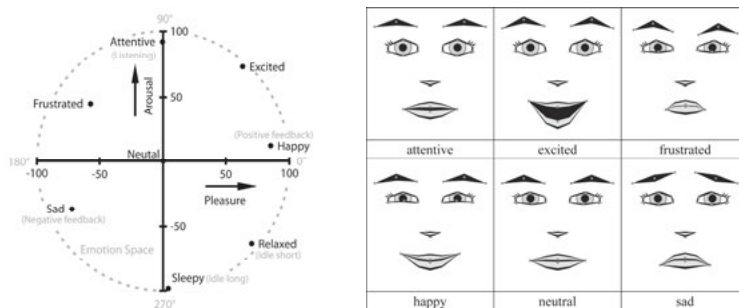 90°
100
Attentive
(Listening)
Excited
Arousal
50
Frustrated
(Positive feedback)
Happy
Neutal
180°
0°
-100
-50
50
100
Pleasure
Sad
(Negative feedback)
-50
Relaxed
(Idle short)
Emotion Space
Sleepy (Idle long)
270°
attentive
excited
frustrated
happy
neutral
sad